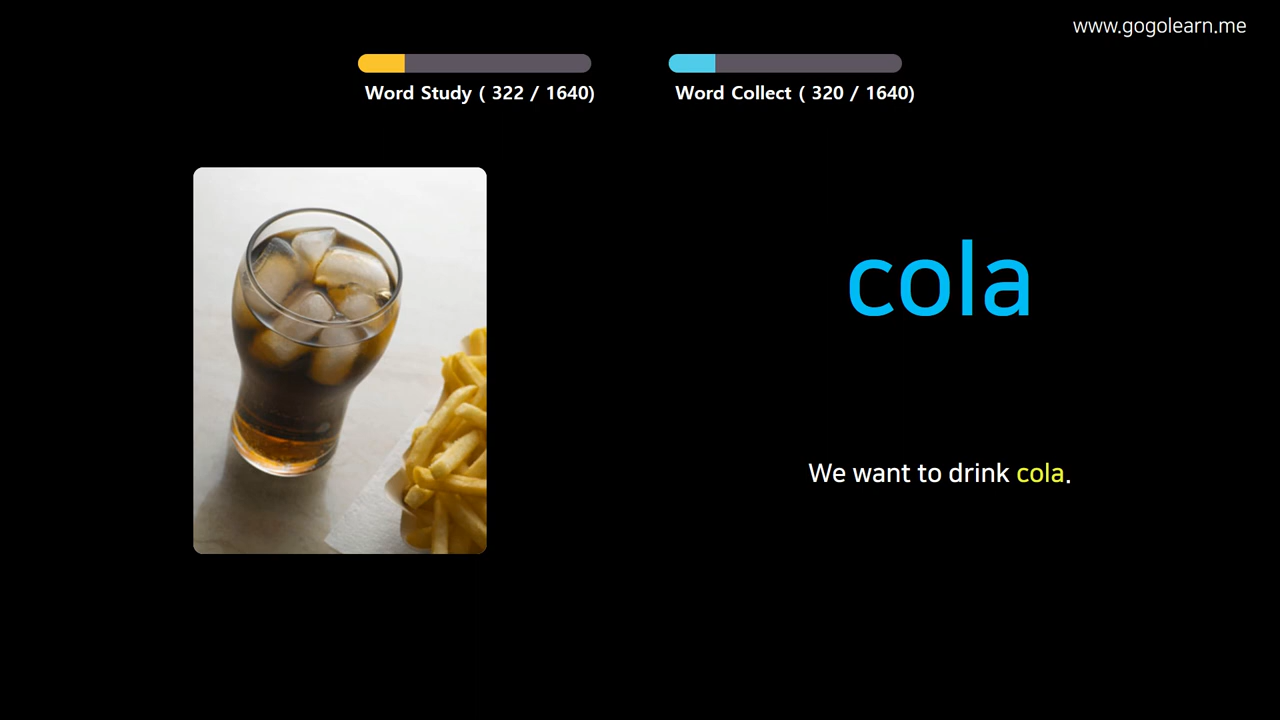 www.gogolearn.me
Word Study ( 322 / 1640)
Word Collect ( 320 / 1640)
cola
We want to drink cola.